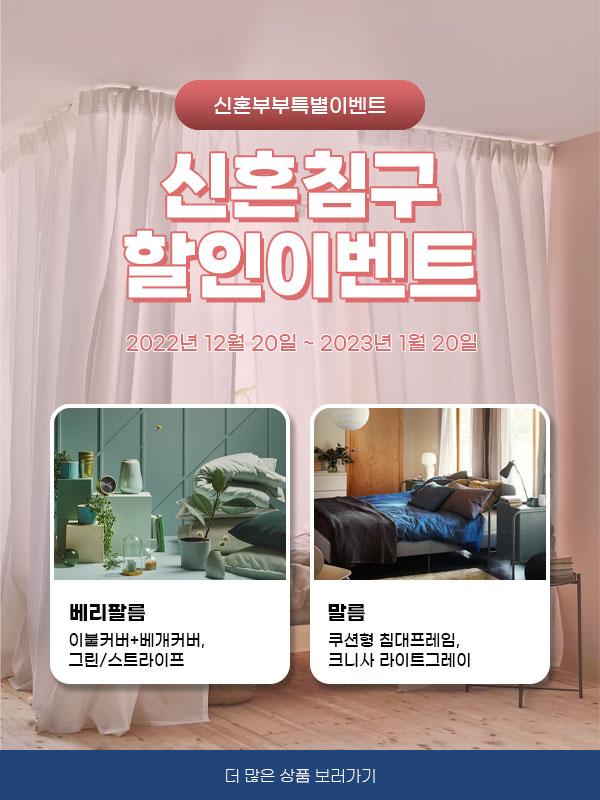 신혼부부특별이벤트
신혼침구
할인이벤트
2022년 12월 20일 ~ 2023년 1월 20일
베리팔름
이불커버+베개커버,
그린/스트라이프
말름
쿠션형 침대프레임,
크니사 라이트그레이
더 많은 상품 보러가기